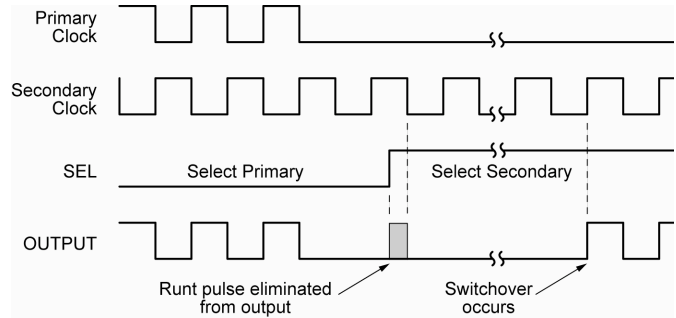 Primary
Clock
Secondary
Clock
SEL
Select Primary
Select Secondary
OUTPUT
Runt pulse eliminated
from output
Switchover
occurs